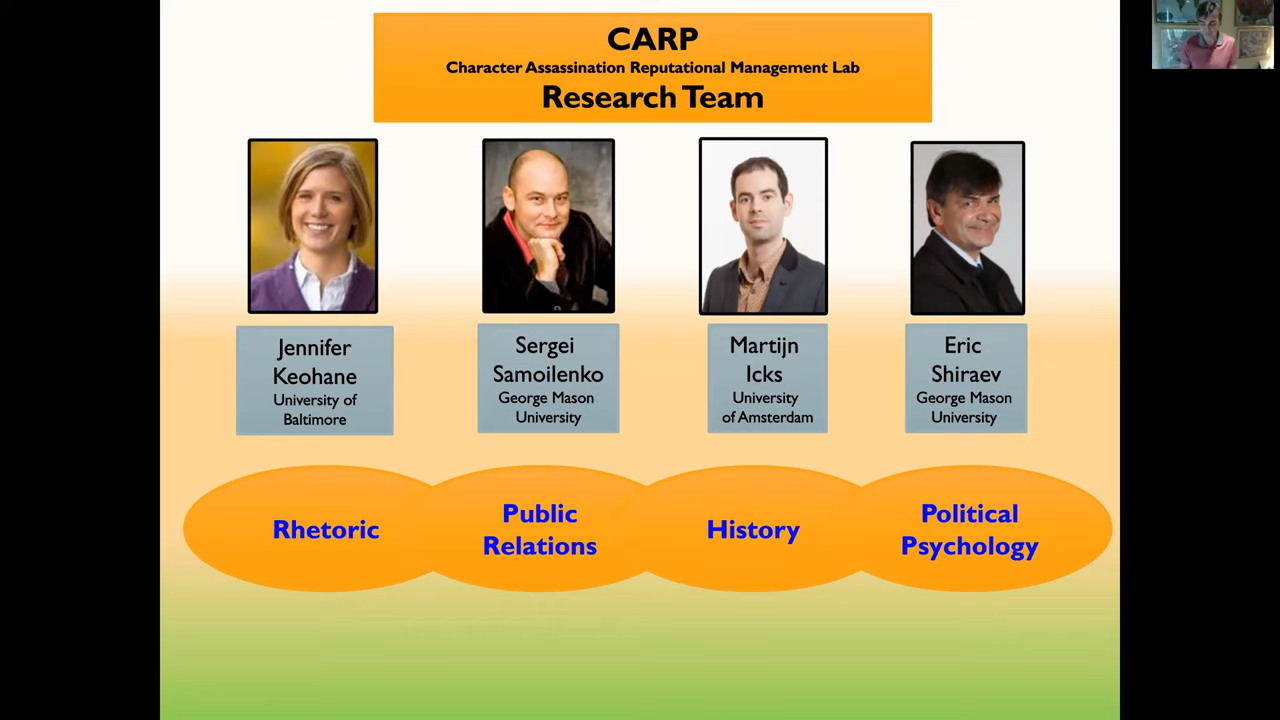 CARP
Character Assassination Reputational Management Lab
Research Team
Jennifer
Keohane
University of
Baltimore
Sergei
Samoilenko
George Mason
University
Martijn
Icks
University
of Amsterdam
Eric
Shiraev
George Mason
University
Rhetoric
Public
Relations
History
Political
Psychology